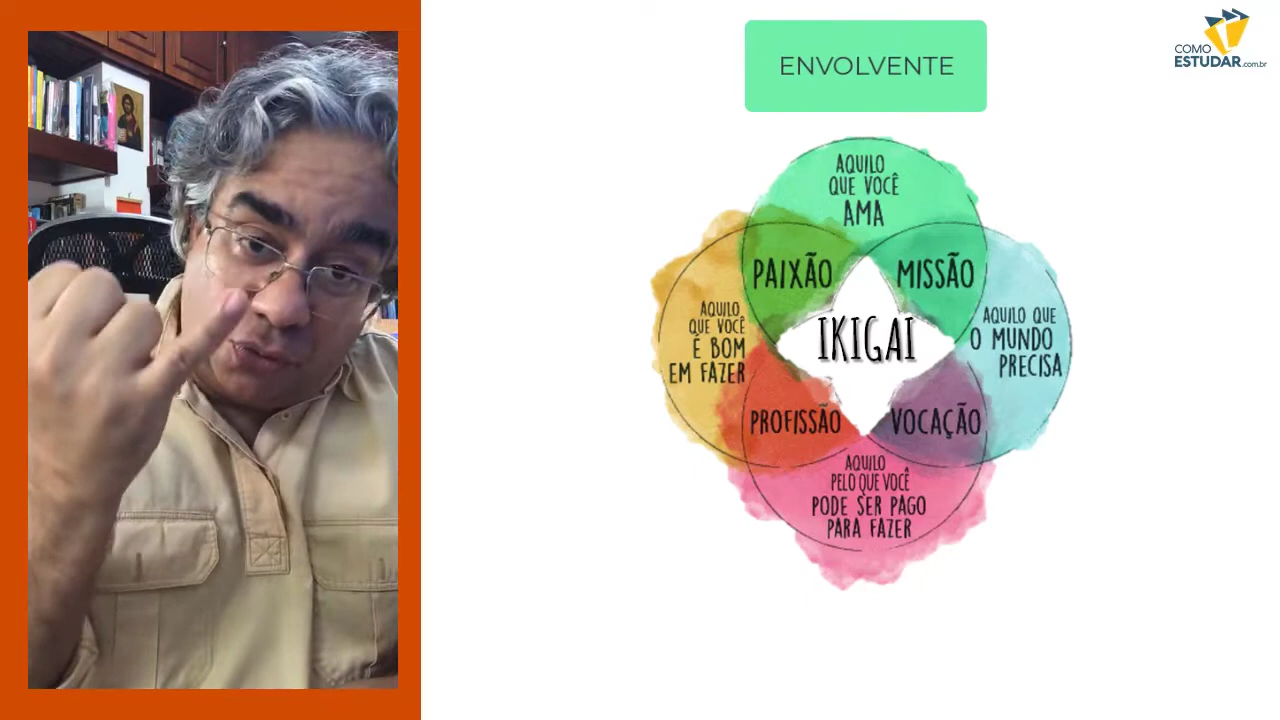 ENVOLVENTE
COMO
ESTUDAR.com.br
AQUILO
QUE VOCÊ
AMA
PAIXÃO
MISSÃO
AQUILO
QUE VOCÊ
É BOM
EM FAZER
IKIGAI
AQUILO QUE
O MUNDO
PRECISA
PROFISSÃO
VOCAÇÃO
AQUILO
PELO QUE VOCÊ
PODE SER PAGO
PARA FAZER